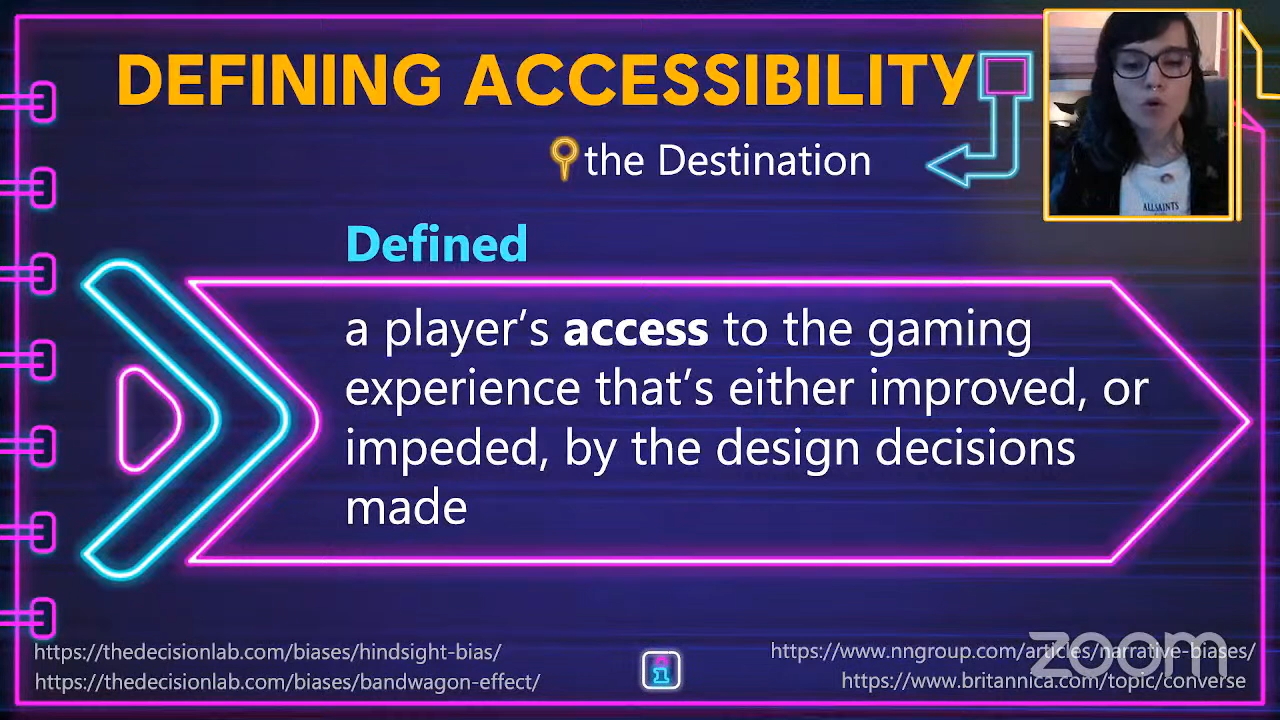 DEFINING ACCESSIBILITY
the Destination
Defined
a player's access to the gaming
experience that's either improved, or
impeded, by the design decisions
made
ALLSAINTS
https://thedecisionlab.com/biases/hindsight-bias/
https://thedecisionlab.com/biases/bandwagon-effect/
https://www.nngroup.com/articles/narrative-biases/
https://www.britannica.com/topic/converse
zoom